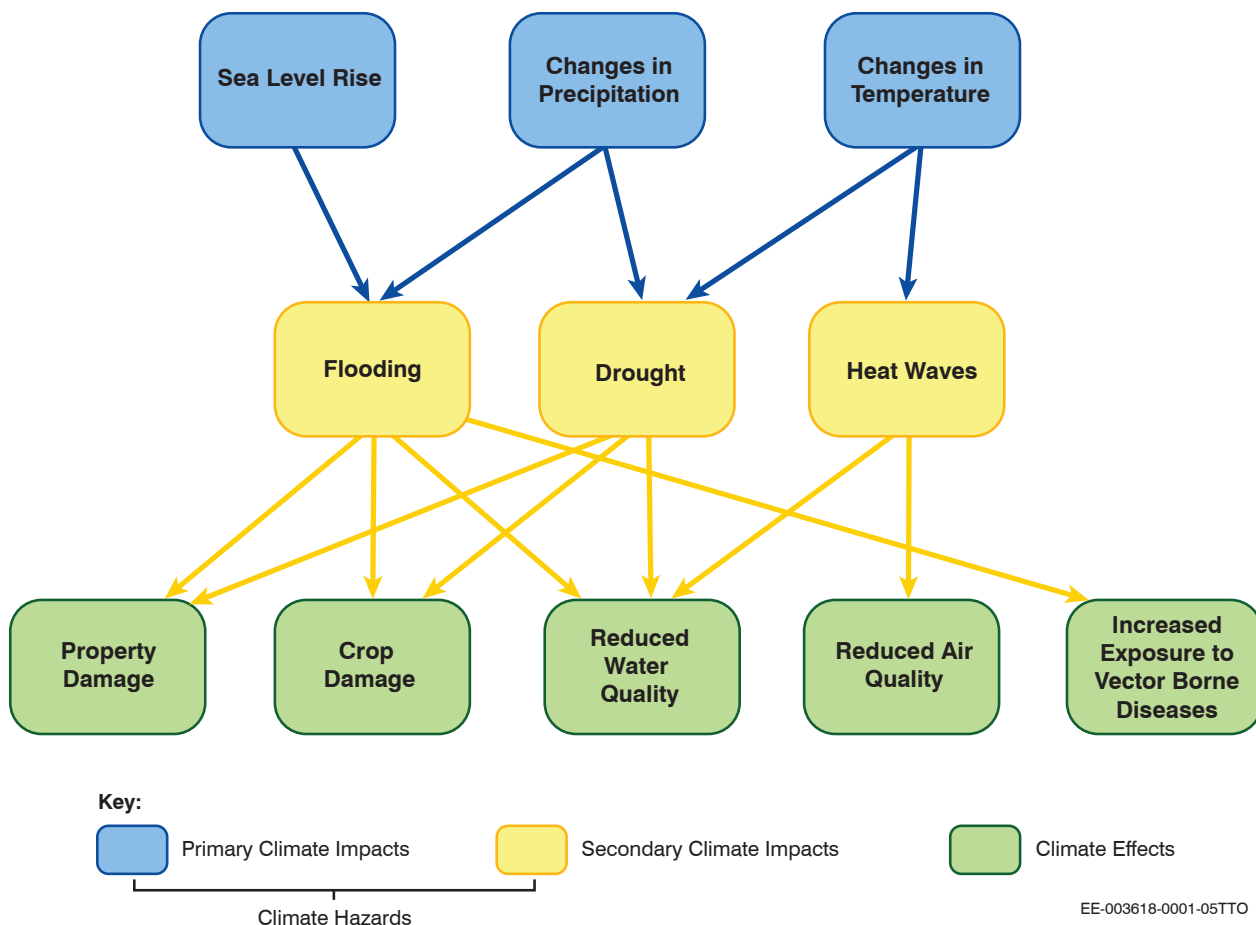 Sea Level Rise
Changes in
Precipitation
Changes in
Temperature
Flooding
Drought
Heat Waves
Property
Damage
Crop
Damage
Reduced
Water
Quality
Reduced Air
Quality
Increased
Exposure to
Vector Borne
Diseases
Key:
Primary Climate Impacts
Secondary Climate Impacts
Climate Effects
Climate Hazards
EE-003618-0001-05TTO